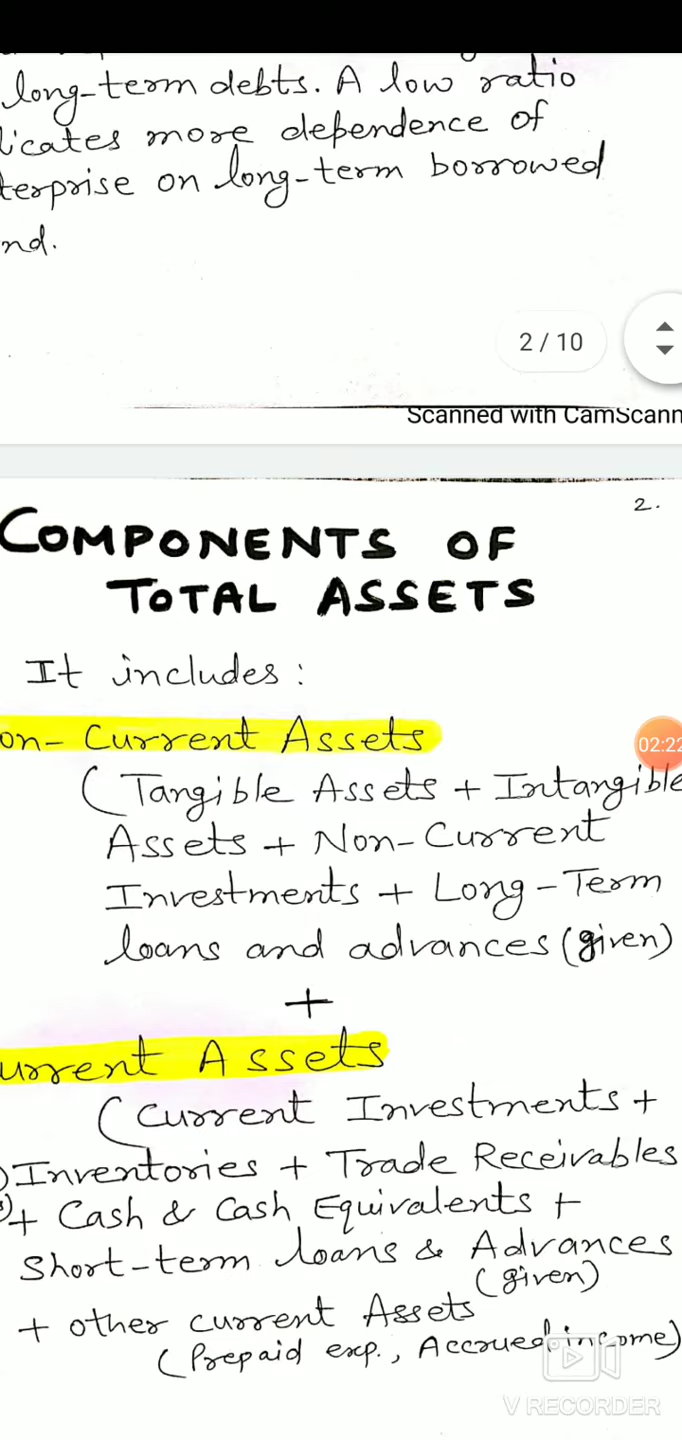 long-term debts. A low ratio
licates more dependence of
terprise on long-term borrowed
nd.
2 / 10
Scanned with CamScann
2.
COMPONENTS OF
TOTAL ASSETS
It includes:
on- Current Assets
(Tangible Assets + Intangible
Assets + Non-Current
Investments + Long-Term
loans and advances (given)
+
urrent Assets
(Current Investments +
)Inventories + Trade Receivables
+ Cash & Cash Equivalents +
Short-term loans & Advances
(given)
+ other current Assets
(Prepaid exp., Accrued income)
02:22
V RECORDER